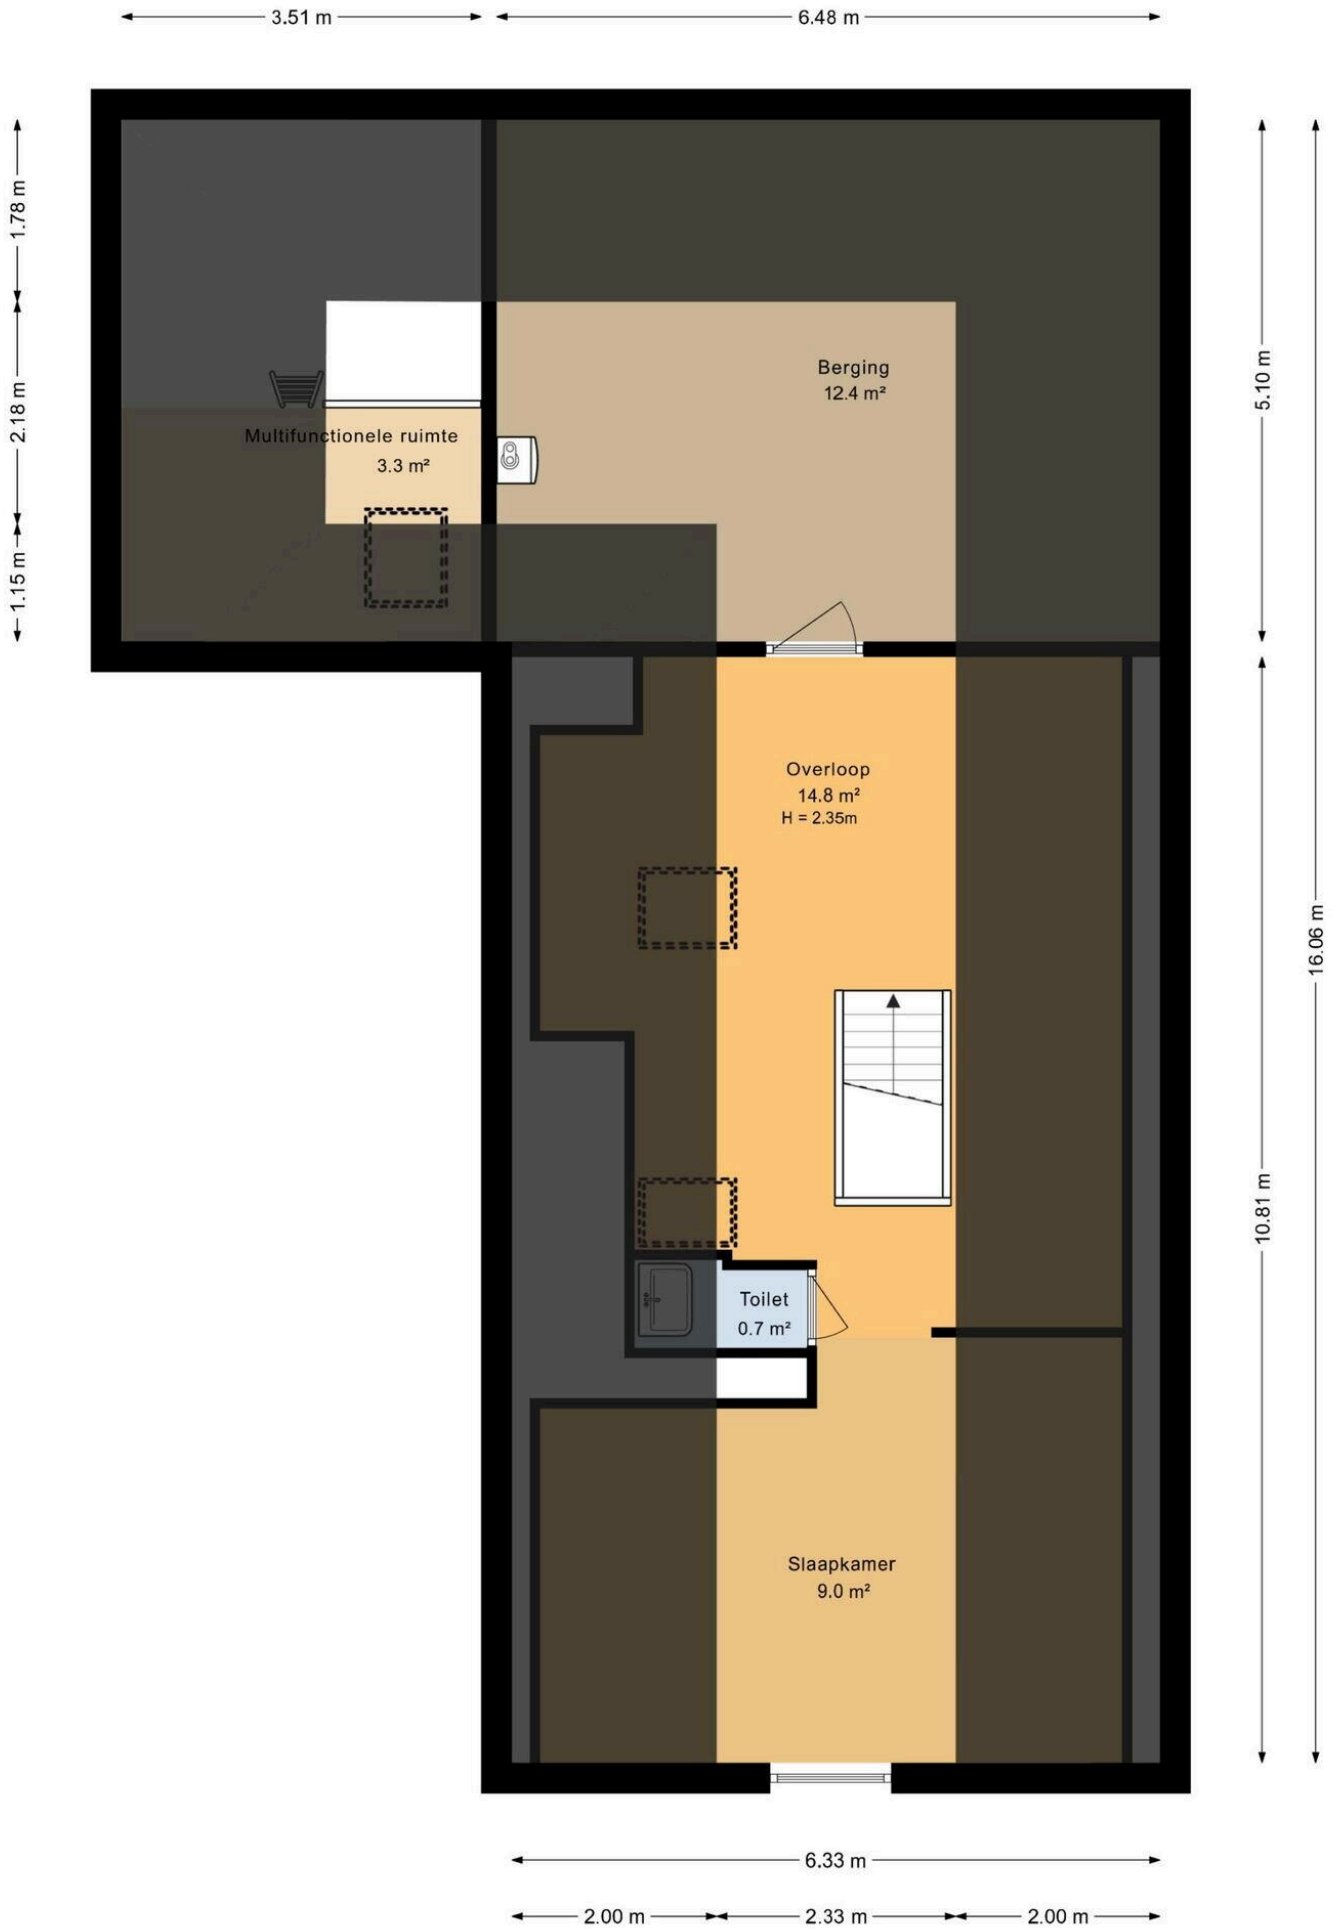 3.51 m
6.48 m
1.78 m
2.18 m
1.15 m
5.10 m
16.06 m
10.81 m
Berging
12.4 m²
Multifunctionele ruimte
3.3 m²
Overloop
14.8 m²
H = 2.35m
Toilet
0.7 m²
Slaapkamer
9.0 m²
6.33 m
2.00 m
2.33 m
2.00 m